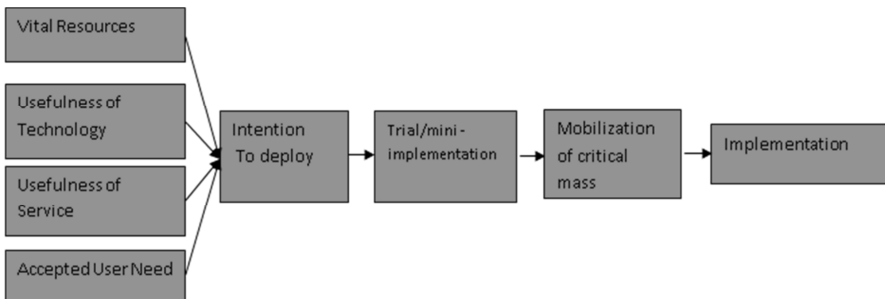 Vital Resources
Usefulness of
Technology
Usefulness of
Service
Accepted User Need
Intention
To deploy
Trial/mini-
implementation
Mobilization
of critical
mass
Implementation